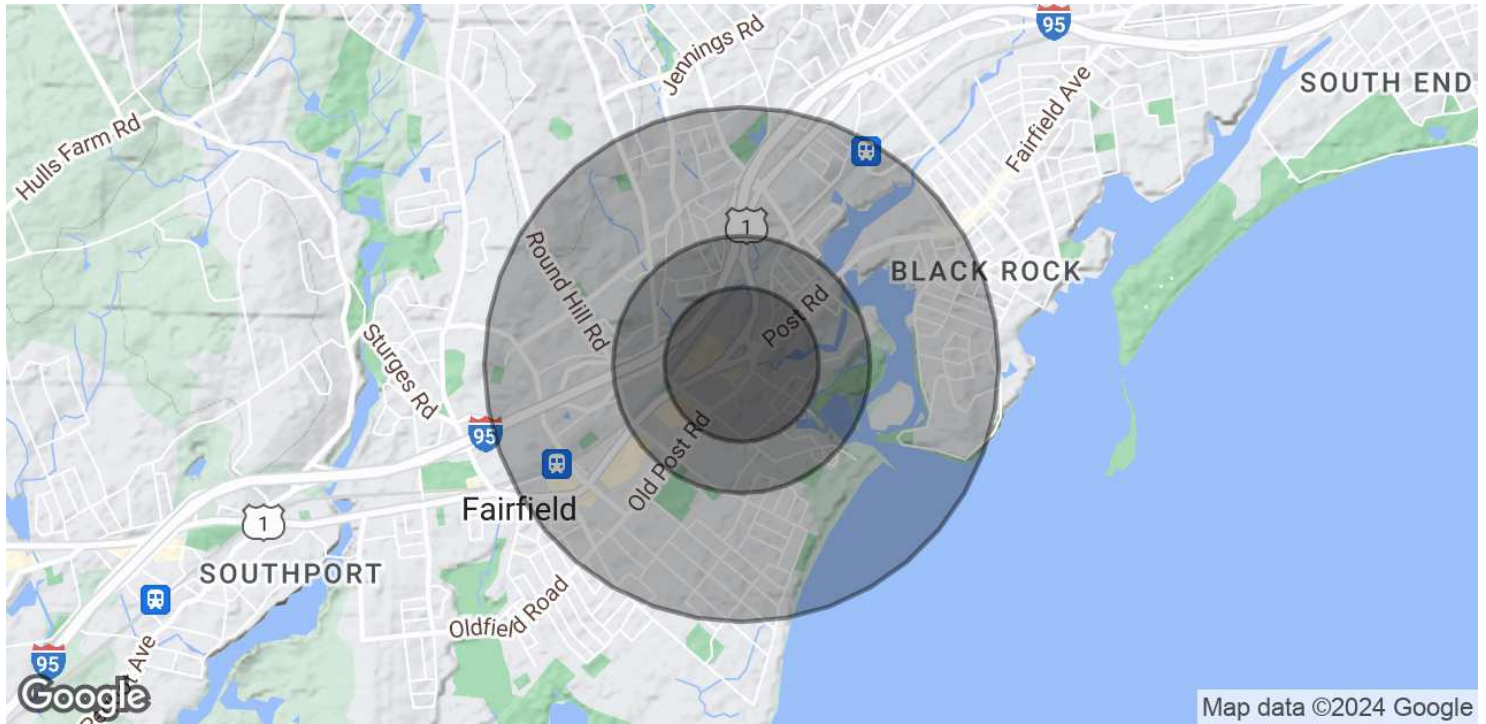 95
Jennings Rd
SOUTH END
Fairfield Ave
Hulls Farm Rd
1
Round Hill Rd
BLACK ROCK
Post Rd
Sturges Rd
95
Old Post Rd
Fairfield
1
SOUTHPORT
Oldfield Road
95
Ave
Google
Map data ©2024 Google